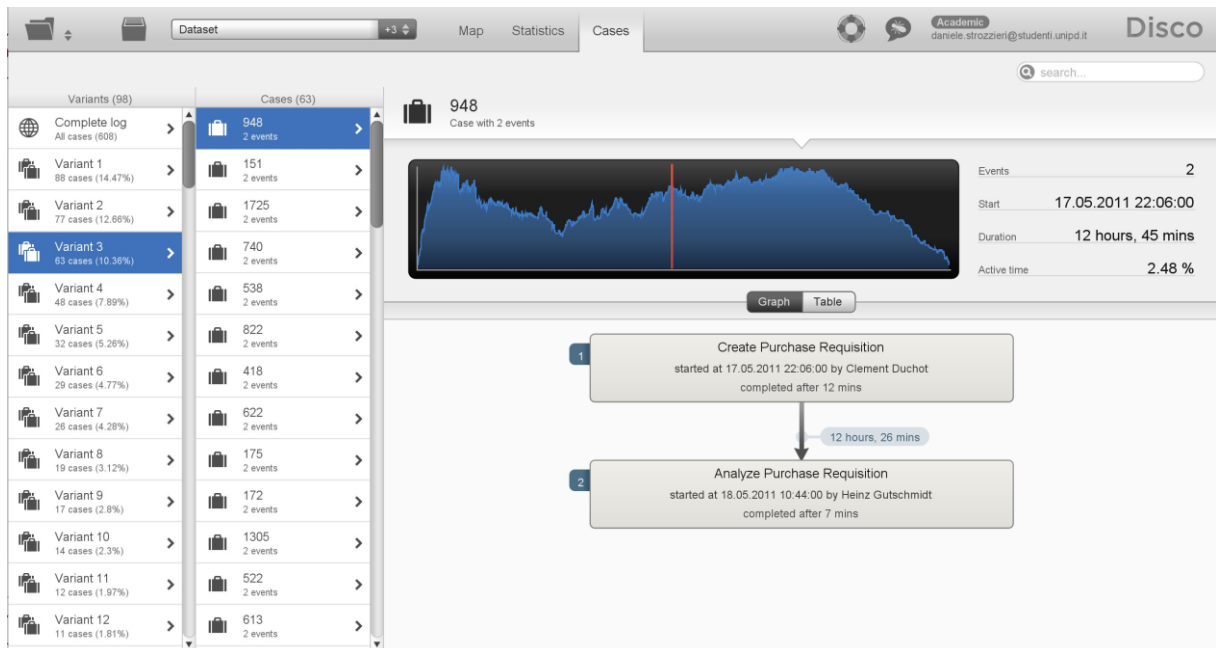 Dataset
+3
Map
Statistics
Cases
Academic
daniele.strozzieri@studenti.unipd.it
Disco
search...
Variants (98)
Complete log
All cases (608)
Variant 1
88 cases (14.47%)
Variant 2
77 cases (12.66%)
Variant 3
63 cases (10.36%)
Variant 4
48 cases (7.89%)
Variant 5
32 cases (5.26%)
Variant 6
29 cases (4.77%)
Variant 7
26 cases (4.28%)
Variant 8
19 cases (3.12%)
Variant 9
17 cases (2.8%)
Variant 10
14 cases (2.3%)
Variant 11
12 cases (1.97%)
Variant 12
11 cases (1.81%)
Cases (63)
948
2 events
151
2 events
1725
2 events
740
2 events
538
2 events
822
2 events
418
2 events
622
2 events
175
2 events
172
2 events
1305
2 events
522
2 events
613
2 events
948
Case with 2 events
Events 2
Start 17.05.2011 22:06:00
Duration 12 hours, 45 mins
Active time 2.48 %
Graph
Table
1
Create Purchase Requisition
started at 17.05.2011 22:06:00 by Clement Duchot
completed after 12 mins
12 hours, 26 mins
2
Analyze Purchase Requisition
started at 18.05.2011 10:44:00 by Heinz Gutschmidt
completed after 7 mins